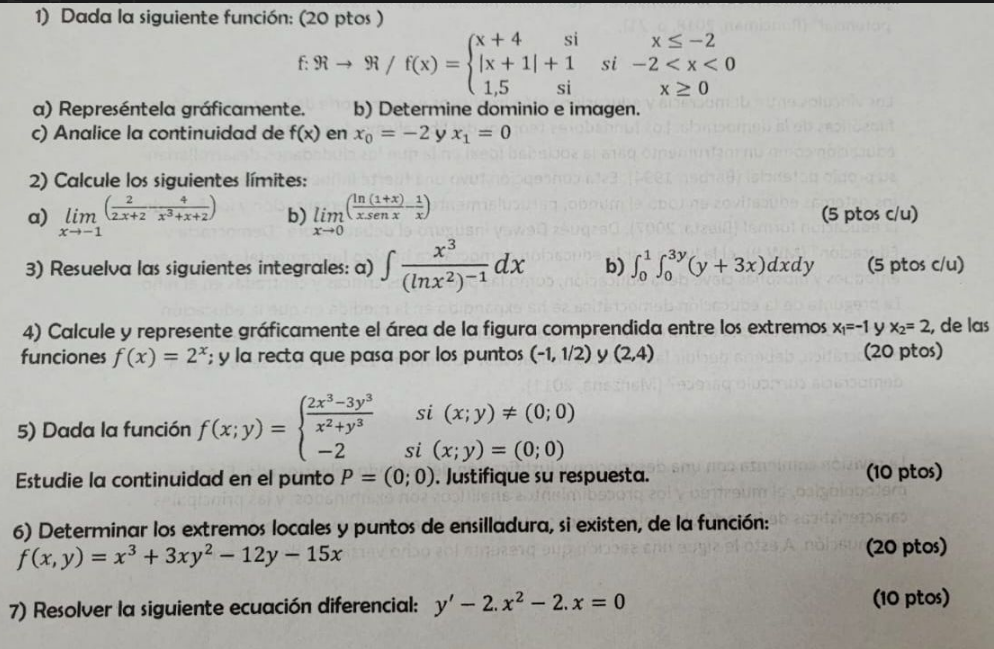 1) Dada la siguiente función: (20 ptos )
f: ℜ → ℜ / f(x) = { x + 4 si x ≤ −2
|x + 1| + 1 si −2 < x < 0
1,5 si x ≥ 0
a) Represéntela gráficamente. b) Determine dominio e imagen.
c) Analice la continuidad de f(x) en x₀ = −2 y x₁ = 0
2) Calcule los siguientes límites:
a) lim x→−1 (2/(2x+2) − 4/(x³+x+2)) b) lim x→0 (ln (1+x)/(x.sen x) − 1/x) (5 ptos c/u)
3) Resuelva las siguientes integrales: a) ∫ x³/(lnx²)⁻¹ dx b) ∫₀¹ ∫₀³ʸ (y + 3x)dxdy (5 ptos c/u)
4) Calcule y represente gráficamente el área de la figura comprendida entre los extremos x₁=-1 y x₂= 2, de las
funciones f(x) = 2ˣ; y la recta que pasa por los puntos (-1, 1/2) y (2,4) (20 ptos)
5) Dada la función f(x; y) = { (2x³−3y³)/(x²+y³) si (x; y) ≠ (0; 0)
−2 si (x; y) = (0; 0)
Estudie la continuidad en el punto P = (0; 0). Justifique su respuesta. (10 ptos)
6) Determinar los extremos locales y puntos de ensilladura, si existen, de la función:
f(x, y) = x³ + 3xy² − 12y − 15x (20 ptos)
7) Resolver la siguiente ecuación diferencial: y′ − 2. x² − 2. x = 0 (10 ptos)